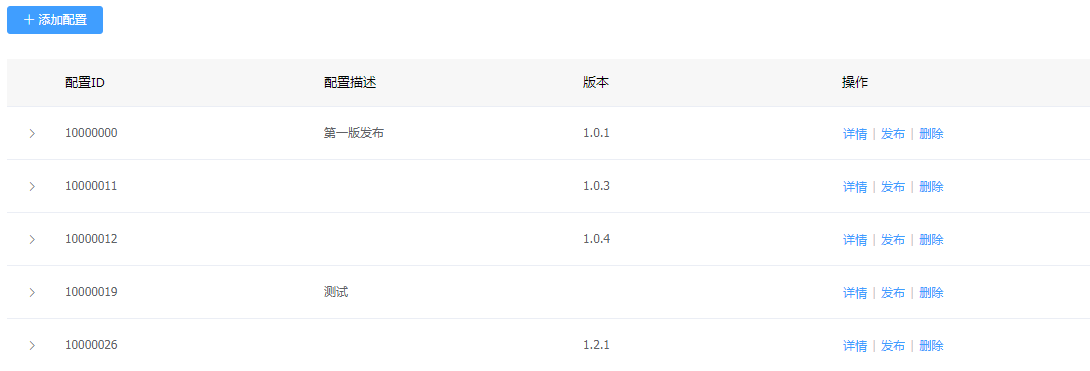 + 添加配置
配置ID 配置描述 版本 操作
10000000 第一版发布 1.0.1 详情 | 发布 | 删除
10000011 1.0.3 详情 | 发布 | 删除
10000012 1.0.4 详情 | 发布 | 删除
10000019 测试 详情 | 发布 | 删除
10000026 1.2.1 详情 | 发布 | 删除